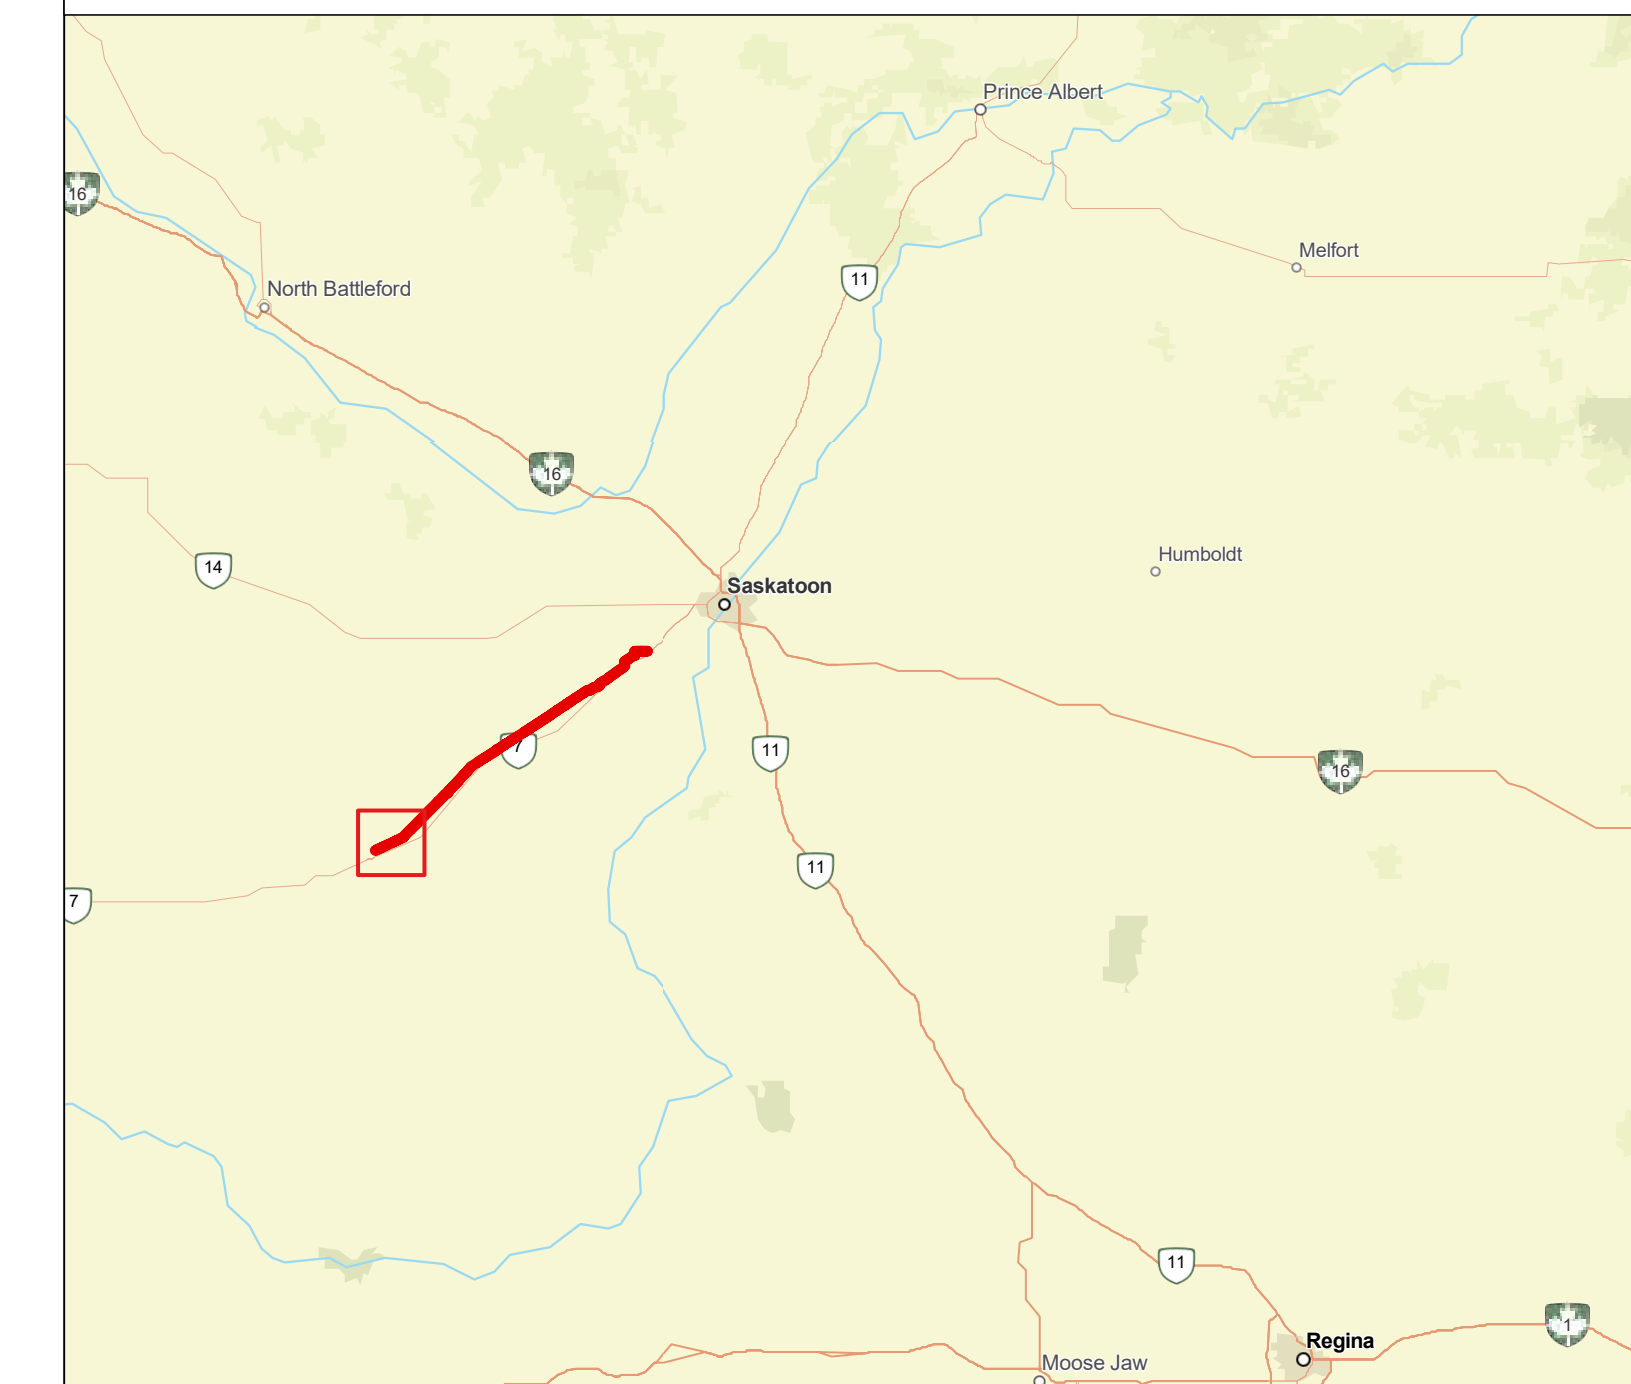 Prince Albert
16
Melfort
11
North Battleford
16
Humboldt
14
Saskatoon
7
11
16
11
7
11
1
Regina
Moose Jaw